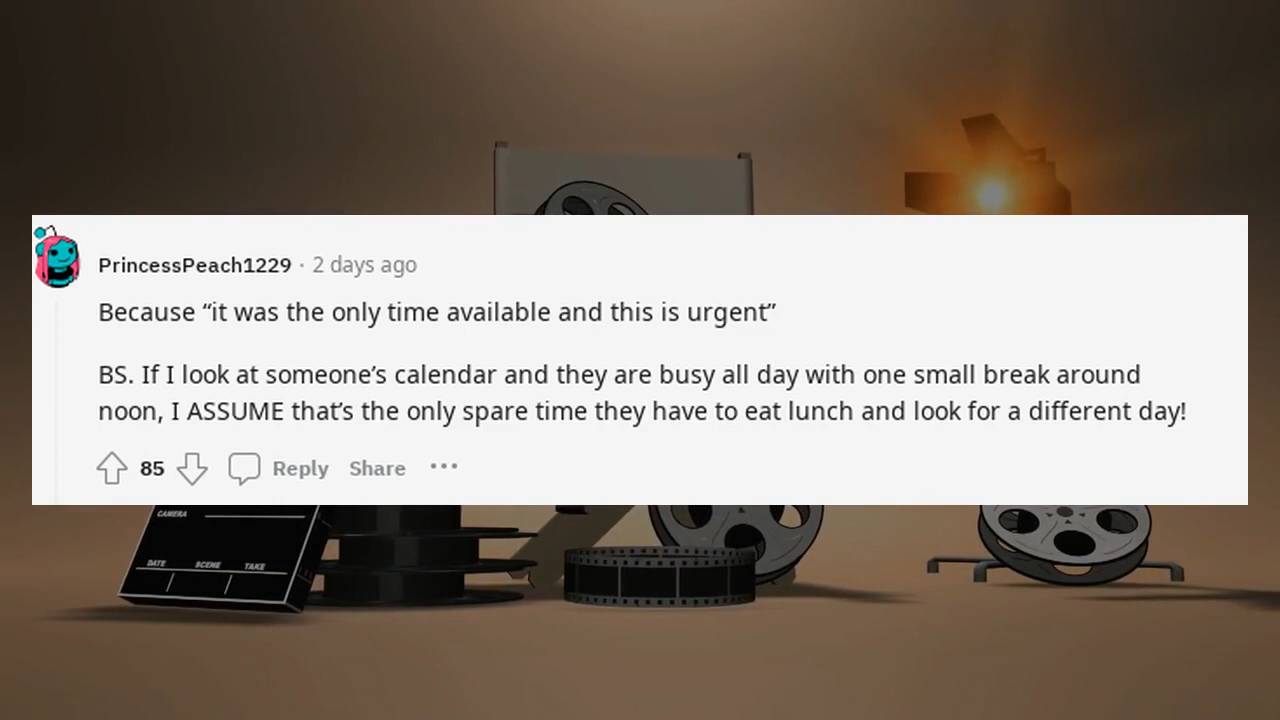 PrincessPeach1229 · 2 days ago
Because “it was the only time available and this is urgent”
BS. If I look at someone’s calendar and they are busy all day with one small break around
noon, I ASSUME that’s the only spare time they have to eat lunch and look for a different day!
85 Reply Share •••
CAMERA
DATE SCENE TAKE